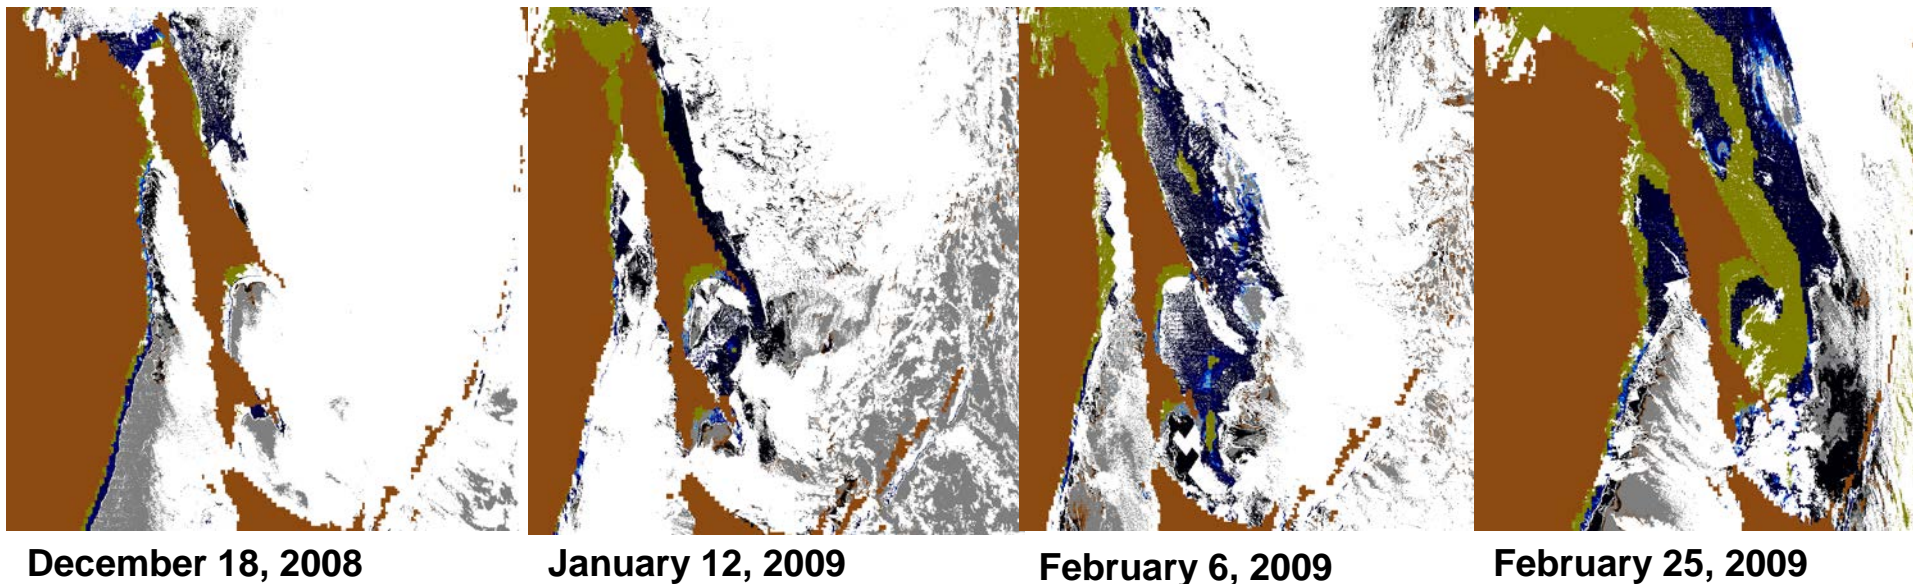 December 18, 2008
January 12, 2009
February 6, 2009
February 25, 2009